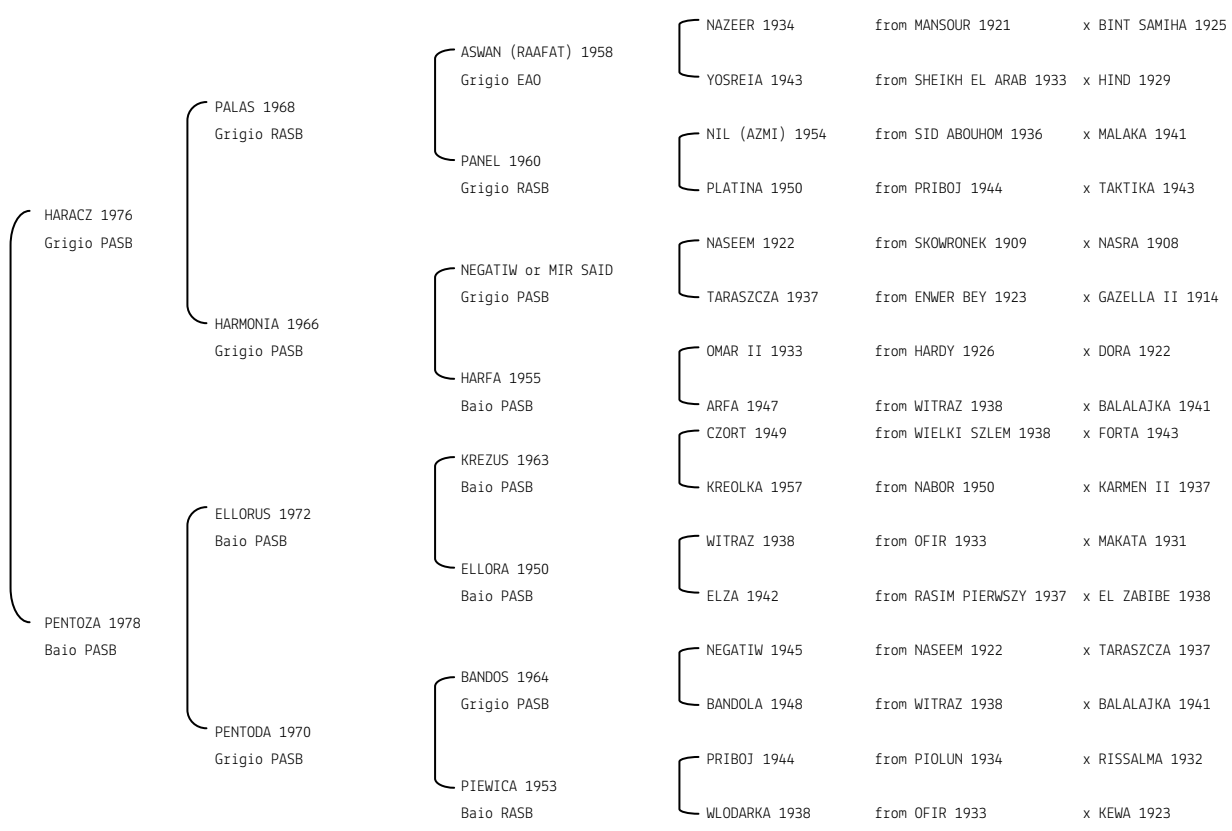 NAZEER 1934 from MANSOUR 1921 x BINT SAMIHA 1925
ASWAN (RAAFAT) 1958
Grigio EAO YOSREIA 1943 from SHEIKH EL ARAB 1933 x HIND 1929
PALAS 1968
Grigio RASB NIL (AZMI) 1954 from SID ABOUHOM 1936 x MALAKA 1941
PANEL 1960
Grigio RASB PLATINA 1950 from PRIBOJ 1944 x TAKTIKA 1943
HARACZ 1976
Grigio PASB NASEEM 1922 from SKOWRONEK 1909 x NASRA 1908
NEGATIW or MIR SAID
Grigio PASB TARASZCZA 1937 from ENWER BEY 1923 x GAZELLA II 1914
HARMONIA 1966
Grigio PASB OMAR II 1933 from HARDY 1926 x DORA 1922
HARFA 1955
Baio PASB ARFA 1947 from WITRAZ 1938 x BALALAJKA 1941
CZORT 1949 from WIELKI SZLEM 1938 x FORTA 1943
KREZUS 1963
Baio PASB KREOLKA 1957 from NABOR 1950 x KARMEN II 1937
ELLORUS 1972
Baio PASB WITRAZ 1938 from OFIR 1933 x MAKATA 1931
ELLORA 1950
Baio PASB ELZA 1942 from RASIM PIERWSZY 1937 x EL ZABIBE 1938
PENTOZA 1978
Baio PASB NEGATIW 1945 from NASEEM 1922 x TARASZCZA 1937
BANDOS 1964
Grigio PASB BANDOLA 1948 from WITRAZ 1938 x BALALAJKA 1941
PENTODA 1970
Grigio PASB PRIBOJ 1944 from PIOLUN 1934 x RISSALMA 1932
PIEWICA 1953
Baio RASB WLODARKA 1938 from OFIR 1933 x KEWA 1923